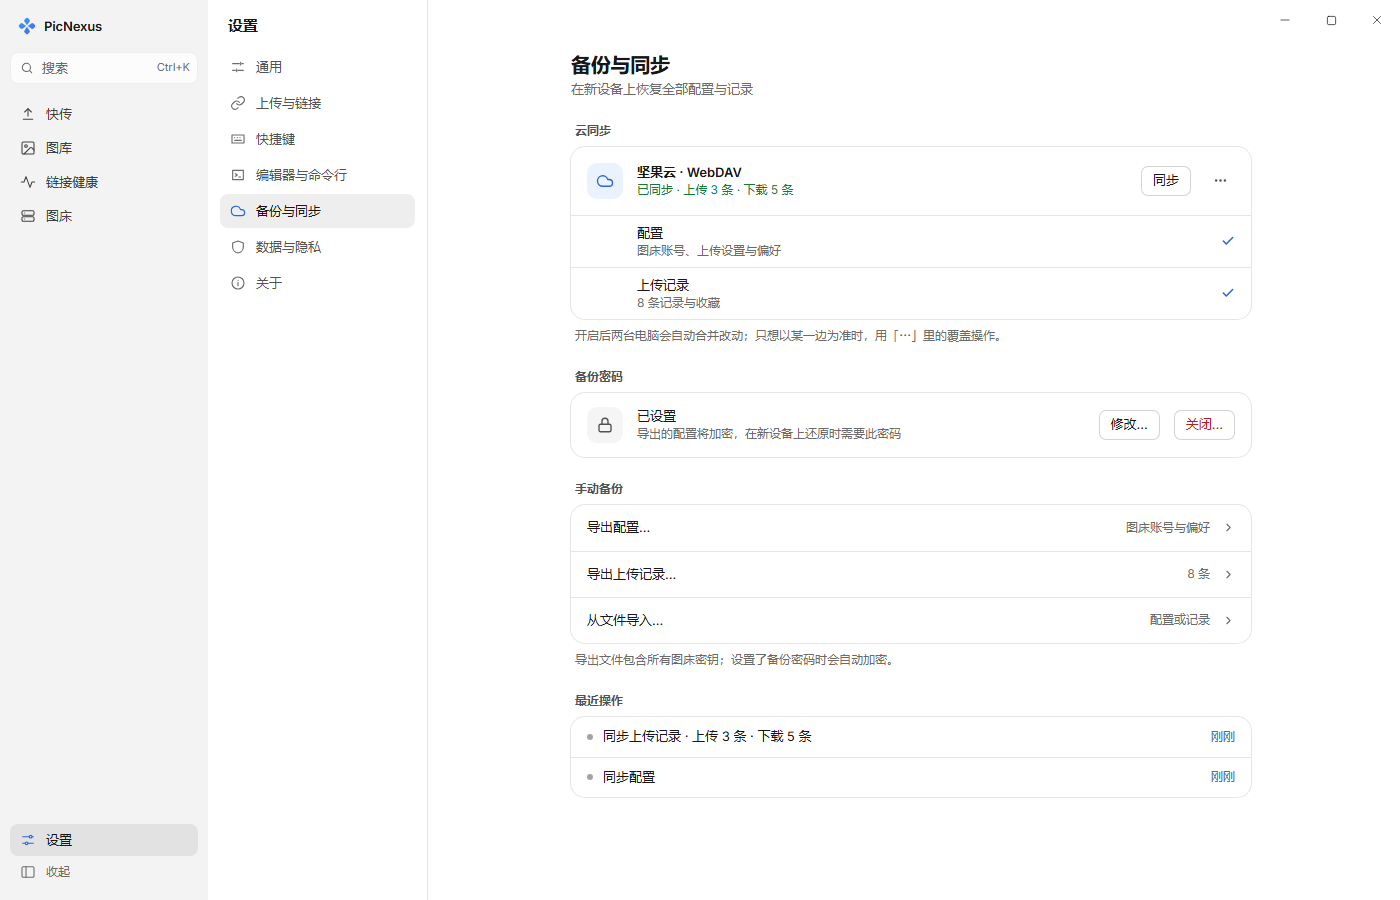 PicNexus
搜索 Ctrl+K
快传
图库
链接健康
图床
设置
收起
设置
通用
上传与链接
快捷键
编辑器与命令行
备份与同步
数据与隐私
关于
备份与同步
在新设备上恢复全部配置与记录
云同步
坚果云 · WebDAV
已同步 · 上传 3 条 · 下载 5 条
同步
配置
图床账号、上传设置与偏好
上传记录
8 条记录与收藏
开启后两台电脑会自动合并改动；只想以某一边为准时，用「…」里的覆盖操作。
备份密码
已设置
导出的配置将加密，在新设备上还原时需要此密码
修改...
关闭...
手动备份
导出配置... 图床账号与偏好
导出上传记录... 8 条
从文件导入... 配置或记录
导出文件包含所有图床密钥；设置了备份密码时会自动加密。
最近操作
同步上传记录 · 上传 3 条 · 下载 5 条 刚刚
同步配置 刚刚